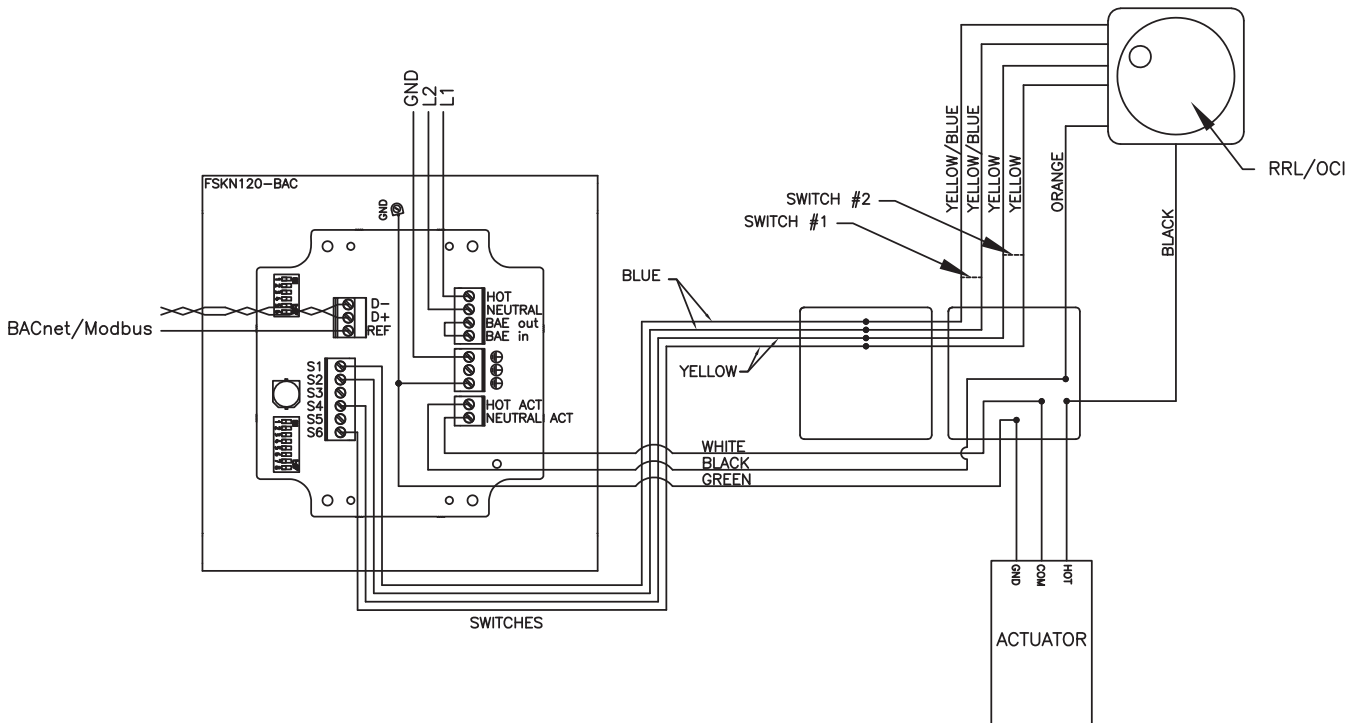 GND
L2
L1
FSKN120-BAC
GND
D-
D+
REF
BACnet/Modbus
HOT
NEUTRAL
BAE out
BAE in
S1
S2
S3
S4
S5
S6
HOT ACT
NEUTRAL ACT
SWITCHES
BLUE
YELLOW
WHITE
BLACK
GREEN
SWITCH #2
SWITCH #1
YELLOW/BLUE
YELLOW/BLUE
YELLOW
YELLOW
ORANGE
BLACK
RRL/OCI
GND
COM
HOT
ACTUATOR